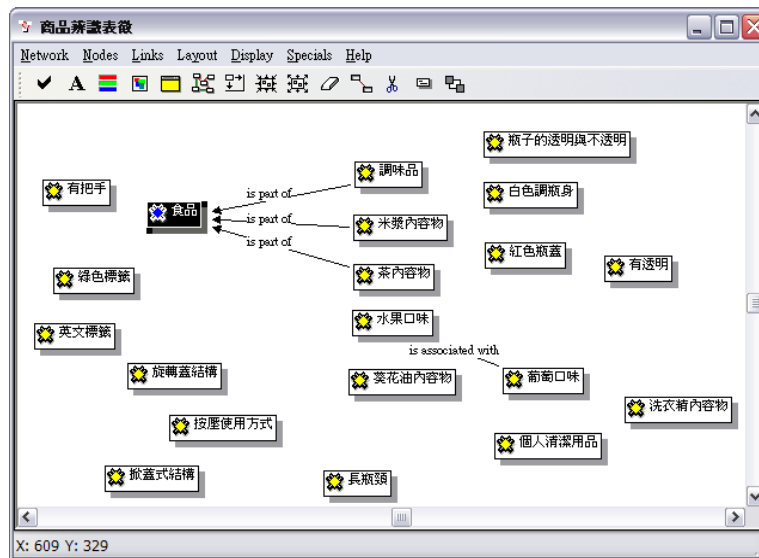 商品辨識表徵
Network Nodes Links Layout Display Specials Help
A
瓶子的透明與不透明
調味品
有把手
is part of
白色調瓶身
食品
is part of
米漿內容物
is part of
紅色瓶蓋
有透明
綠色標籤
茶內容物
水果口味
英文標籤
is associated with
旋轉蓋結構
葵花油內容物
葡萄口味
洗衣精內容物
按壓使用方式
個人清潔用品
掀蓋式結構
長瓶頸
X: 609 Y: 329